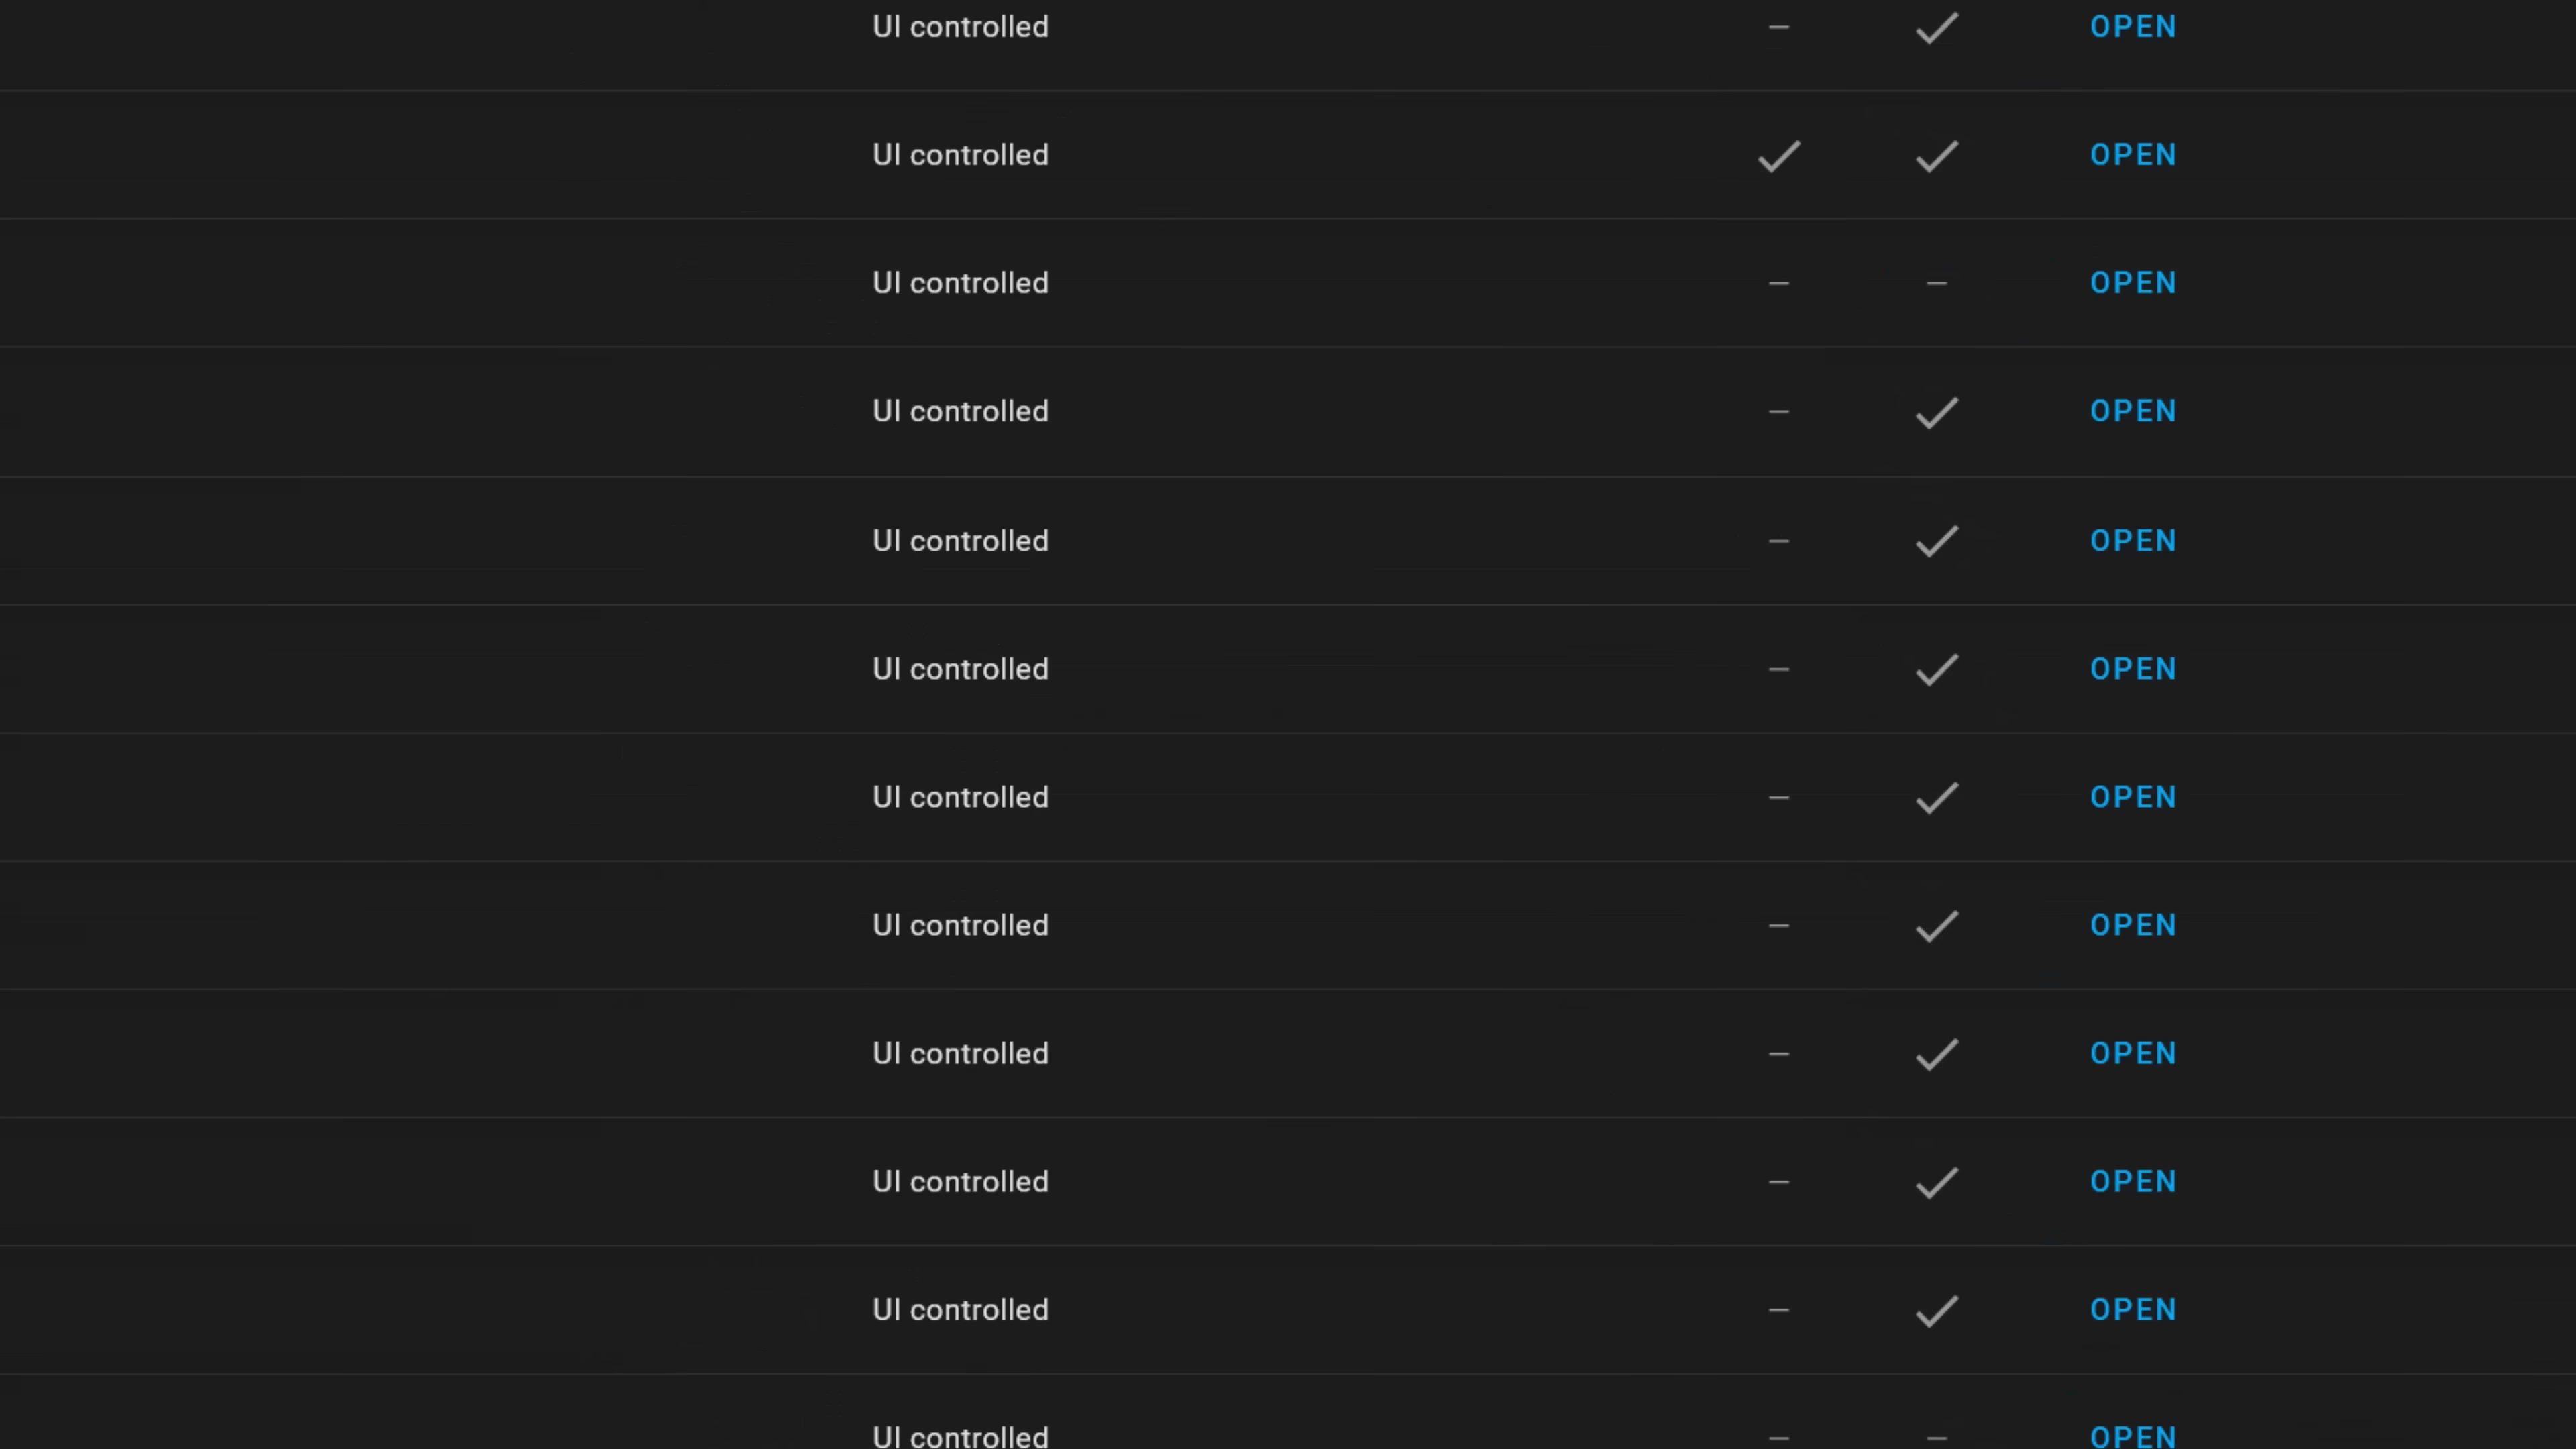 UI controlled – ✓ OPEN
UI controlled ✓ ✓ OPEN
UI controlled – – OPEN
UI controlled – ✓ OPEN
UI controlled – ✓ OPEN
UI controlled – ✓ OPEN
UI controlled – ✓ OPEN
UI controlled – ✓ OPEN
UI controlled – ✓ OPEN
UI controlled – ✓ OPEN
UI controlled – ✓ OPEN
UI controlled – – OPEN